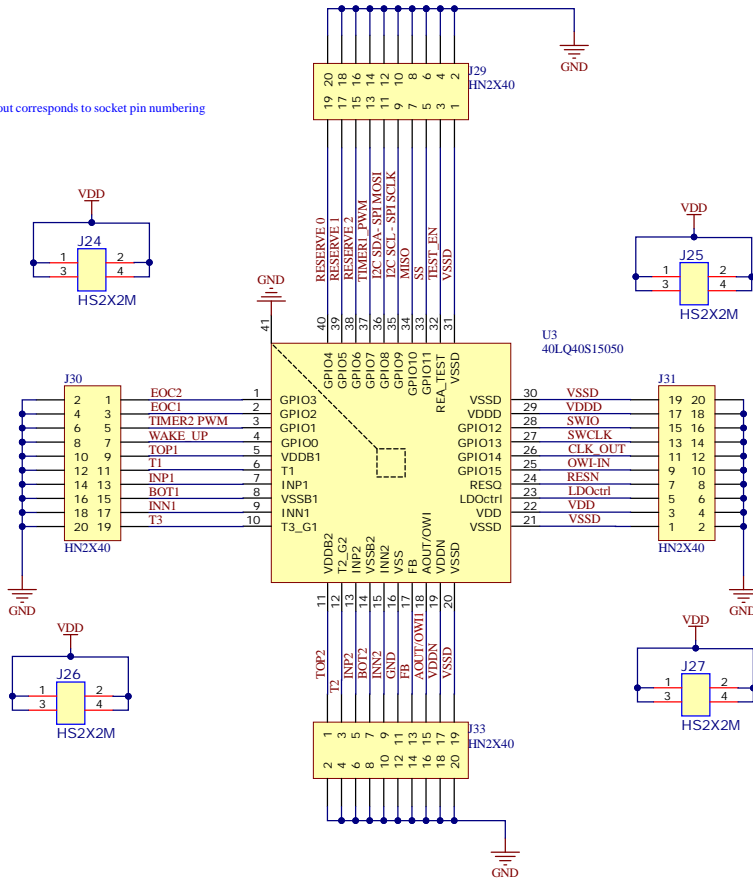 GND
J29
HN2X40
20 18 16 14 12 10 8 6 4 2
19 17 15 13 11 9 7 5 3 1
out corresponds to socket pin numbering
RESERVE 0
RESERVE 1
RESERVE 2
TIMER1_PWM
I2C SDA- SPI MOSI
I2C SCL - SPI SCLK
MISO
SS
TEST_EN
VSSD
VDD
J24
1 2
3 4
HS2X2M
VDD
J25
1 2
3 4
HS2X2M
GND
41
40 39 38 37 36 35 34 33 32 31
U3
40LQ40S15050
GPIO4
GPIO5
GPIO6
GPIO7
GPIO8
GPIO9
GPIO10
GPIO11
REA_TEST
VSSD
J30
2 1 EOC2 1 GPIO3
4 3 EOC1 2 GPIO2
6 5 TIMER2 PWM 3 GPIO1
8 7 WAKE_UP 4 GPIO0
10 9 TOP1 5 VDDB1
12 11 T1 6 T1
14 13 INP1 7 INP1
16 15 BOT1 8 VSSB1
18 17 INN1 9 INN1
20 19 T3 10 T3_G1
HN2X40
GND
J31
VSSD 30 VSSD 19 20
VDDD 29 VDDD 17 18
GPIO12 28 SWIO 15 16
GPIO13 27 SWCLK 13 14
GPIO14 26 CLK_OUT 11 12
GPIO15 25 OWI-IN 9 10
RESQ 24 RESN 7 8
LDOctrl 23 LDOctrl 5 6
VDD 22 VDD 3 4
VSSD 21 VSSD 1 2
HN2X40
GND
VDDB2
T2_G2
INP2
VSSB2
INN2
VSS
FB
AOUT/OWI
VDDN
VSSD
11 12 13 14 15 16 17 18 19 20
TOP2
T2
INP2
BOT2
INN2
GND
FB
AOUT/OWI1
VDDN
VSSD
VDD
J26
1 2
3 4
HS2X2M
VDD
J27
1 2
3 4
HS2X2M
J33
HN2X40
1 3 5 7 9 11 13 15 17 19
2 4 6 8 10 12 14 16 18 20
GND